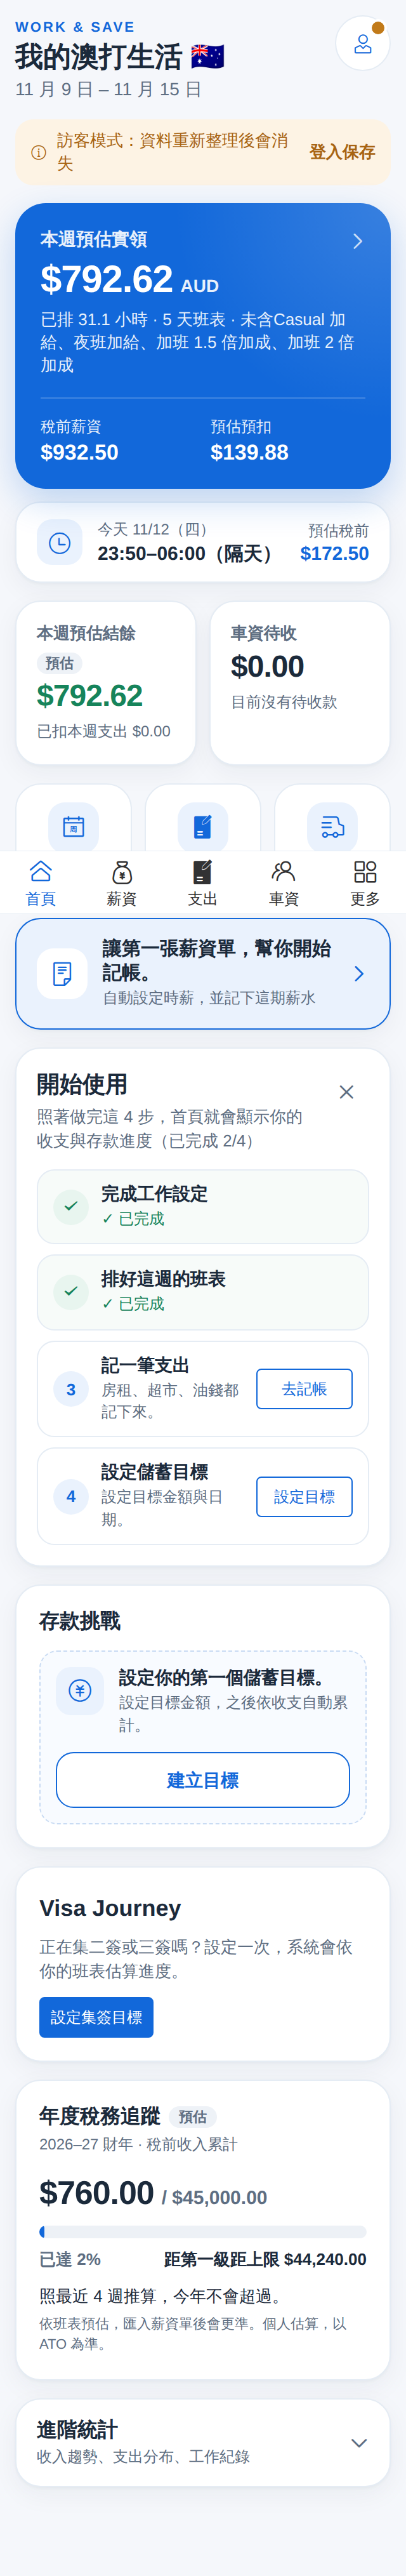 WORK & SAVE
我的澳打生活 🇦🇺
11 月 9 日 – 11 月 15 日
訪客模式：資料重新整理後會消
失
登入保存
本週預估實領
$792.62 AUD
已排 31.1 小時 · 5 天班表 · 未含Casual 加
給、夜班加給、加班 1.5 倍加成、加班 2 倍
加成
稅前薪資
$932.50
預估預扣
$139.88
今天 11/12（四）
23:50–06:00（隔天）
預估稅前
$172.50
本週預估結餘
預估
$792.62
已扣本週支出 $0.00
車資待收
$0.00
目前沒有待收款
周
首頁
薪資
支出
車資
更多
讓第一張薪資單，幫你開始
記帳。
自動設定時薪，並記下這期薪水
開始使用
照著做完這 4 步，首頁就會顯示你的
收支與存款進度（已完成 2/4）
完成工作設定
✓ 已完成
排好這週的班表
✓ 已完成
3
記一筆支出
房租、超市、油錢都
記下來。
去記帳
4
設定儲蓄目標
設定目標金額與日
期。
設定目標
存款挑戰
設定你的第一個儲蓄目標。
設定目標金額，之後依收支自動累
計。
建立目標
Visa Journey
正在集二簽或三簽嗎？設定一次，系統會依
你的班表估算進度。
設定集簽目標
年度稅務追蹤 預估
2026–27 財年 · 稅前收入累計
$760.00 / $45,000.00
已達 2%
距第一級距上限 $44,240.00
照最近 4 週推算，今年不會超過。
依班表預估，匯入薪資單後會更準。個人估算，以
ATO 為準。
進階統計
收入趨勢、支出分布、工作紀錄